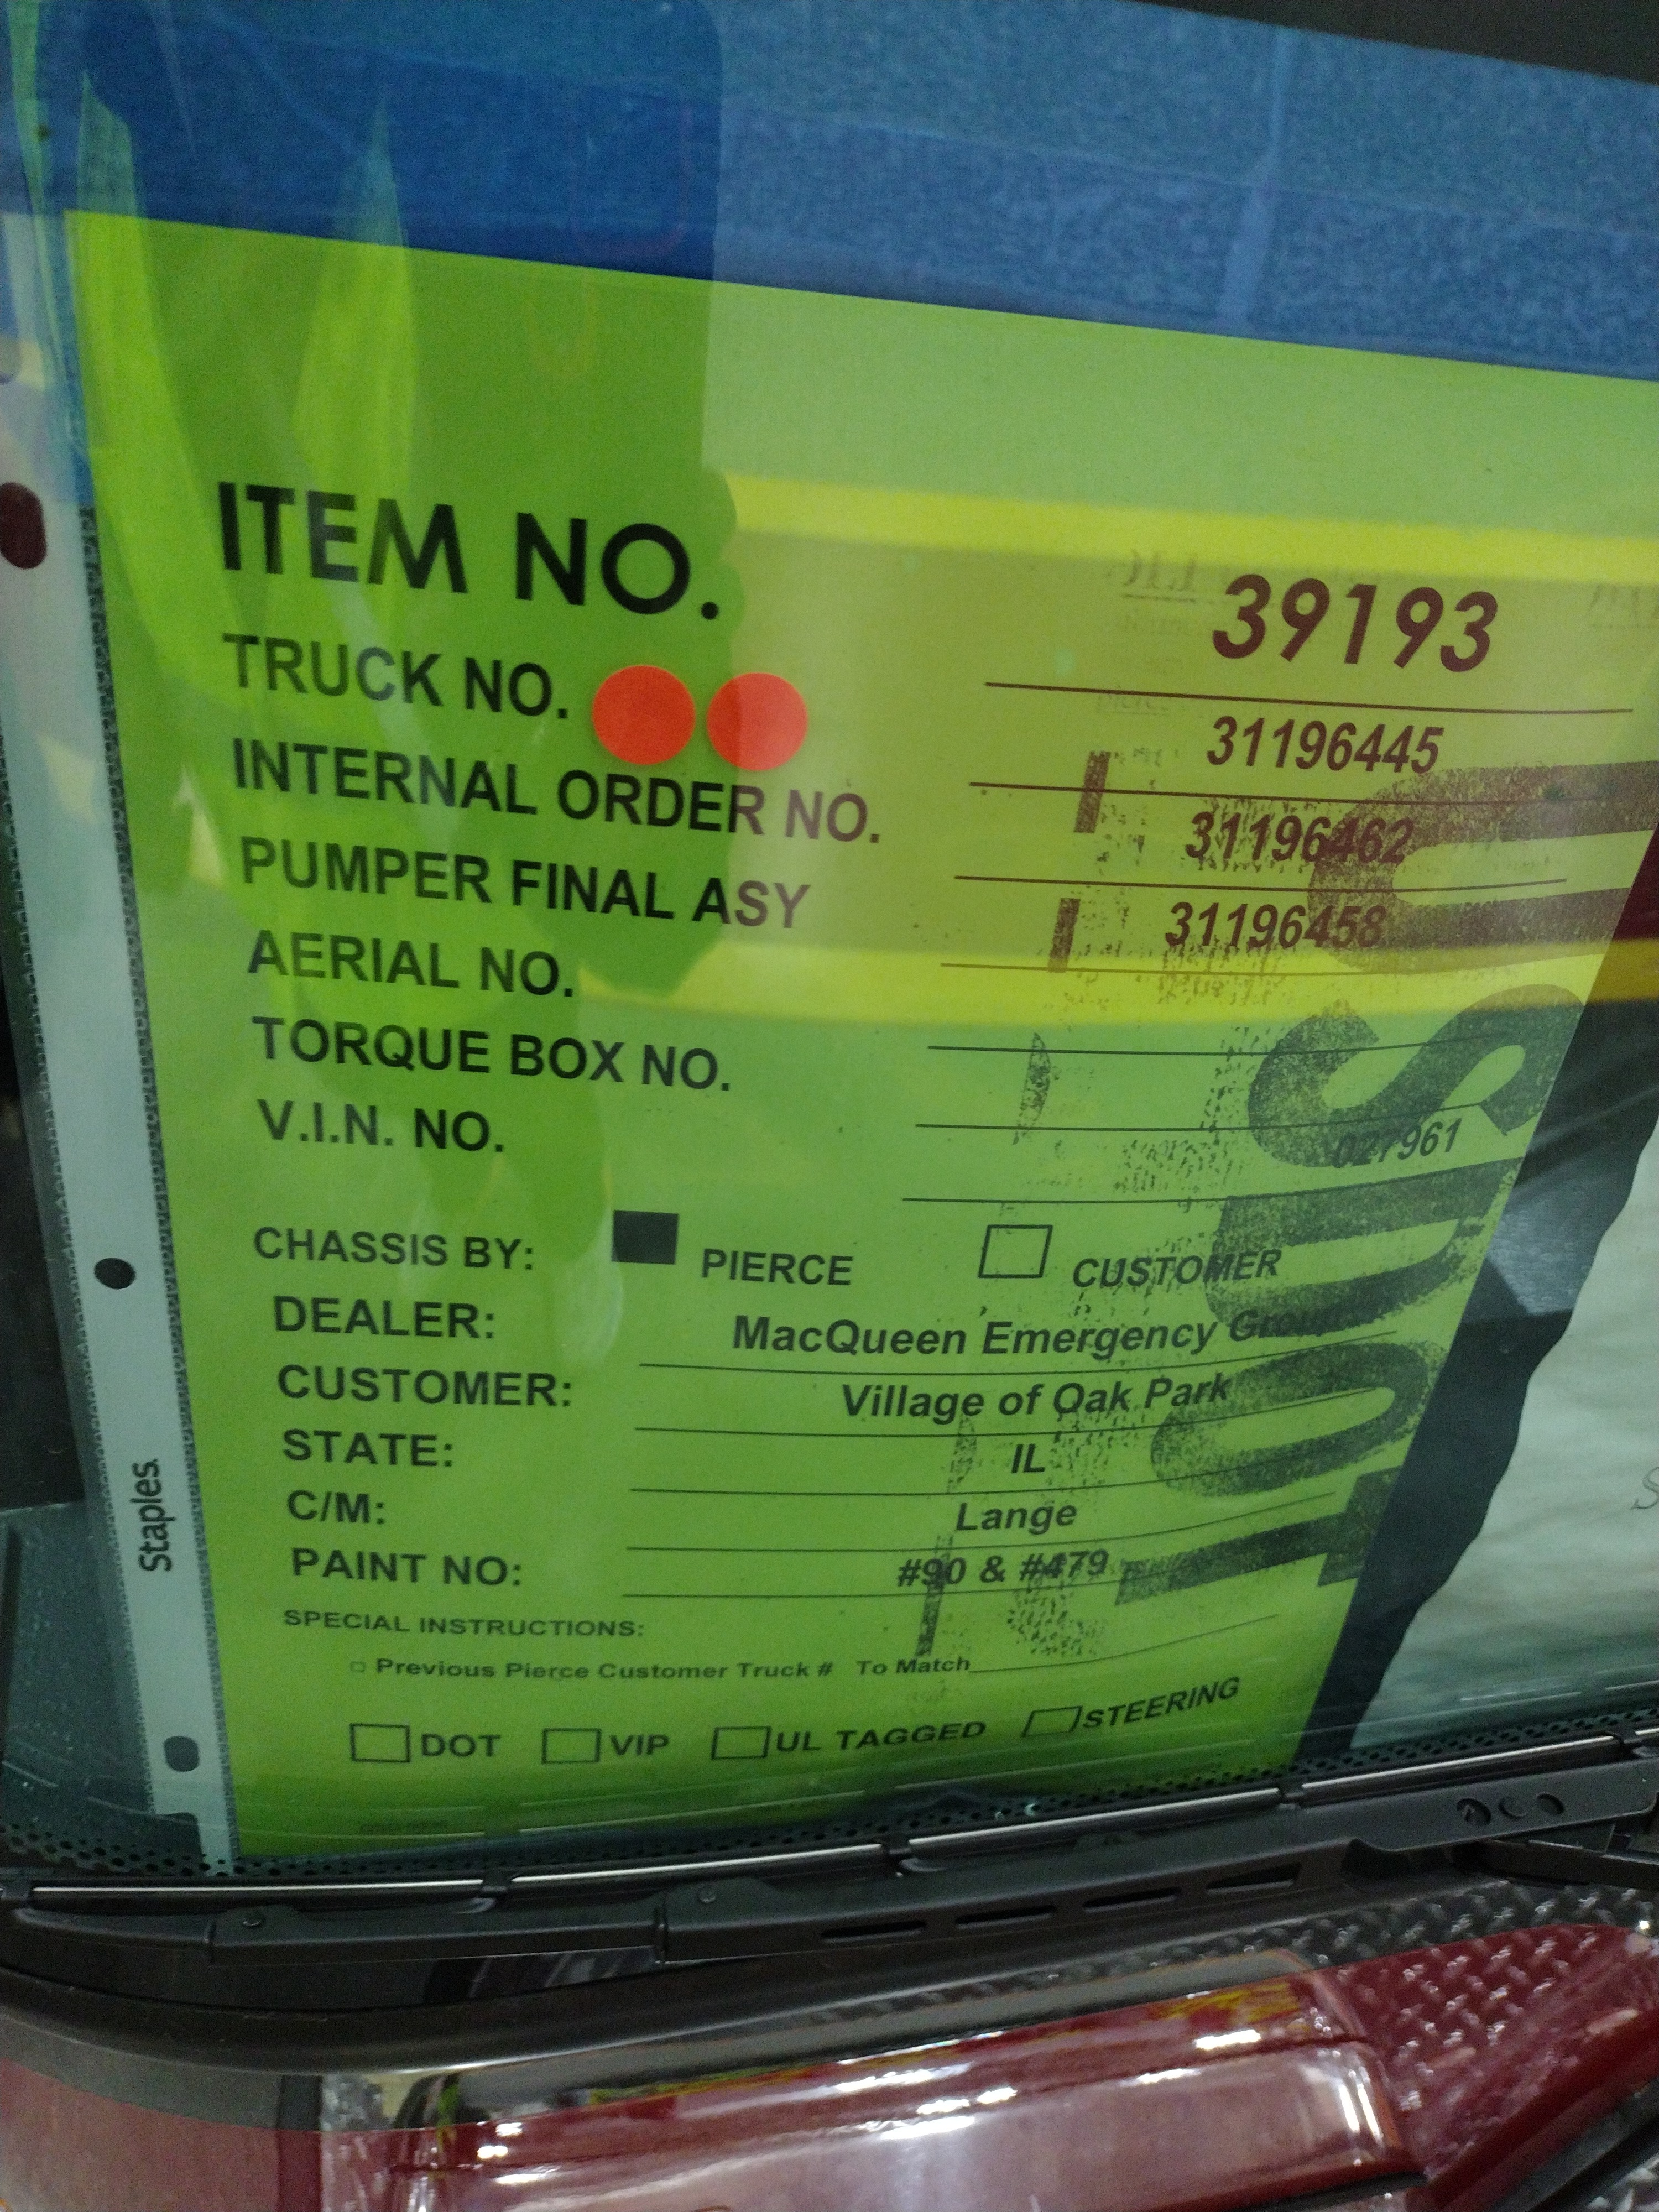 ITEM NO. 39193
TRUCK NO. 31196445
INTERNAL ORDER NO. 31196462
PUMPER FINAL ASY 31196458
AERIAL NO.
TORQUE BOX NO.
V.I.N. NO. 027961
CHASSIS BY: PIERCE CUSTOMER
DEALER: MacQueen Emergency Group
CUSTOMER: Village of Oak Park
STATE: IL
C/M: Lange
PAINT NO: #90 & #479
SPECIAL INSTRUCTIONS:
Previous Pierce Customer Truck # To Match
DOT VIP UL TAGGED STEERING
Staples